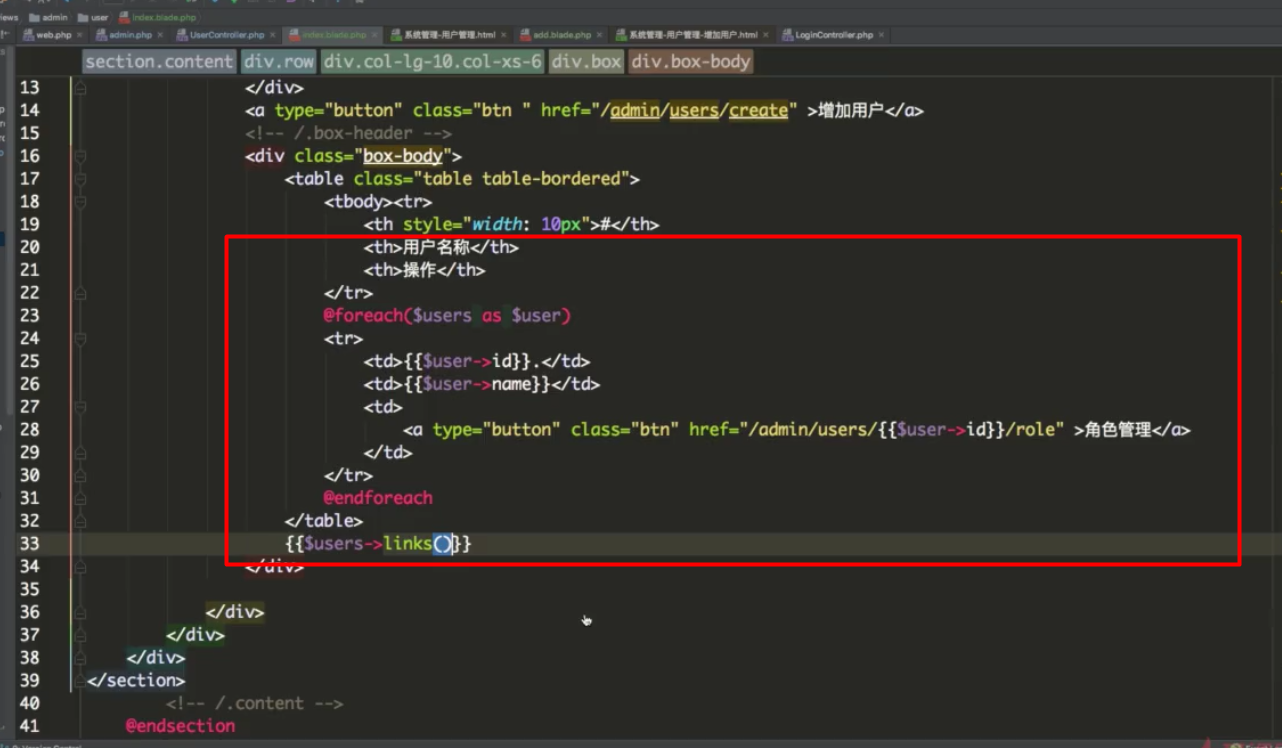 iews admin user index.blade.php
web.php × admin.php × UserController.php × index.blade.php × 系统管理-用户管理.html × add.blade.php × 系统管理-用户管理-增加用户.html × LoginController.php ×
section.content div.row div.col-lg-10.col-xs-6 div.box div.box-body
13 </div>
14 <a type="button" class="btn " href="/admin/users/create" >增加用户</a>
15 <!-- /.box-header -->
16 <div class="box-body">
17 <table class="table table-bordered">
18 <tbody><tr>
19 <th style="width: 10px">#</th>
20 <th>用户名称</th>
21 <th>操作</th>
22 </tr>
23 @foreach($users as $user)
24 <tr>
25 <td>{{$user->id}}.</td>
26 <td>{{$user->name}}</td>
27 <td>
28 <a type="button" class="btn" href="/admin/users/{{$user->id}}/role" >角色管理</a>
29 </td>
30 </tr>
31 @endforeach
32 </table>
33 {{$users->links()}}
34 </div>
35
36 </div>
37 </div>
38 </div>
39 </section>
40 <!-- /.content -->
41 @endsection